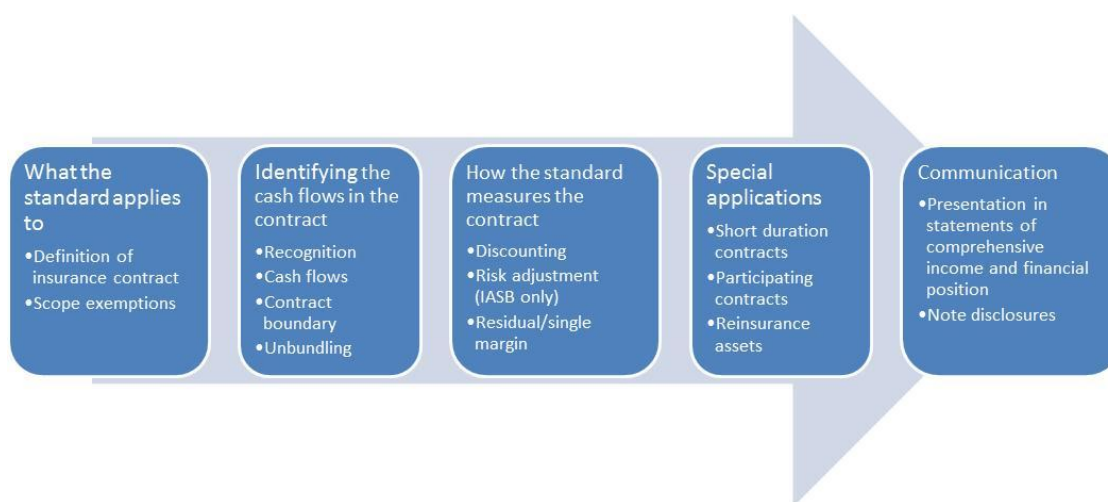 What the
standard applies
to
•Definition of
insurance contract
•Scope exemptions
Identifying the
cash flows in the
contract
•Recognition
•Cash flows
•Contract
boundary
•Unbundling
How the standard
measures the
contract
•Discounting
•Risk adjustment
(IASB only)
•Residual/single
margin
Special
applications
•Short duration
contracts
•Participating
contracts
•Reinsurance
assets
Communication
•Presentation in
statements of
comprehensive
income and financial
position
•Note disclosures